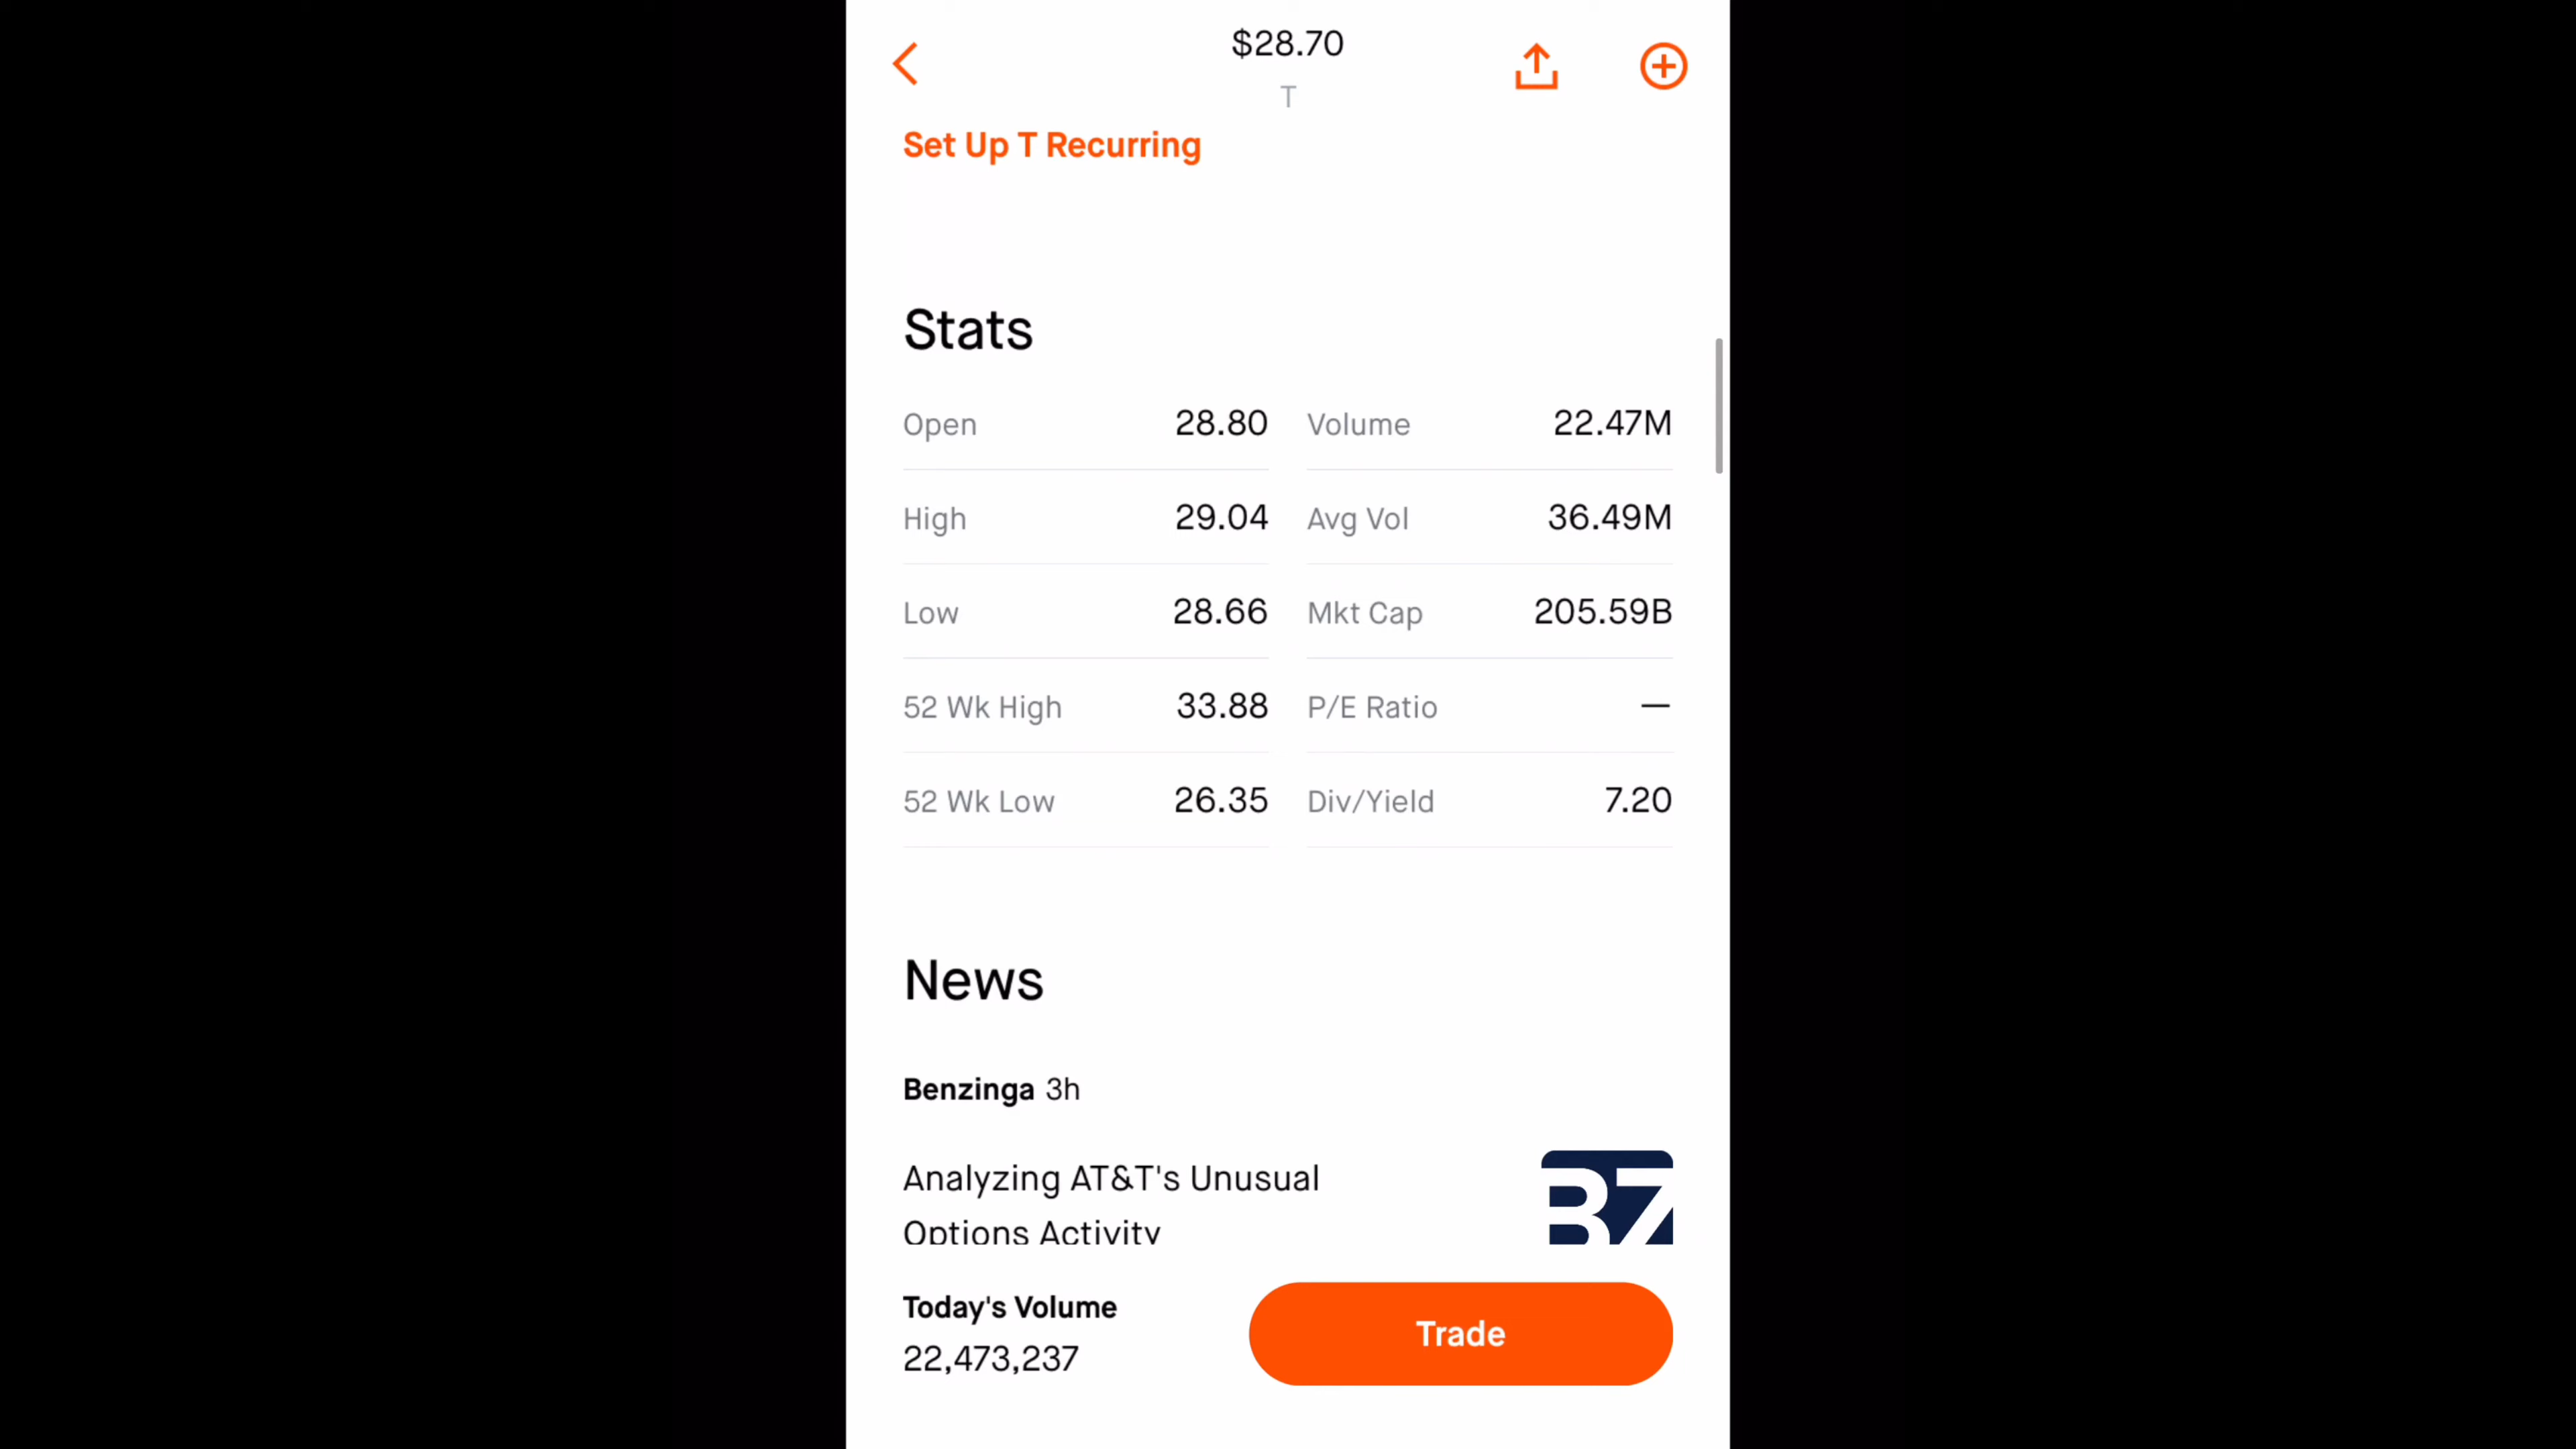 $28.70
T
Set Up T Recurring
Stats
Open 28.80 Volume 22.47M
High 29.04 Avg Vol 36.49M
Low 28.66 Mkt Cap 205.59B
52 Wk High 33.88 P/E Ratio —
52 Wk Low 26.35 Div/Yield 7.20
News
Benzinga 3h
Analyzing AT&T's Unusual
Options Activity
BZ
Today's Volume
22,473,237
Trade